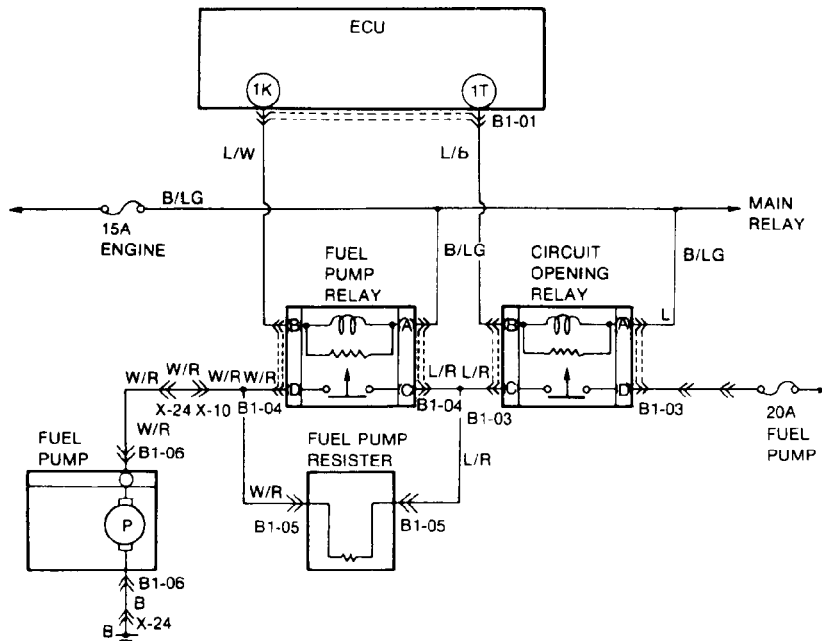 ECU
1K
1T
B1-01
L/W
L/B
B/LG
MAIN
RELAY
15A
ENGINE
FUEL
PUMP
RELAY
B/LG
CIRCUIT
OPENING
RELAY
B/LG
L
B
A
B
A
W/R
W/R
W/R
W/R
D
C
L/R
L/R
C
D
X-24
X-10
B1-04
B1-04
B1-03
B1-03
20A
FUEL
PUMP
W/R
B1-06
FUEL
PUMP
FUEL PUMP
RESISTER
L/R
W/R
B1-05
B1-05
P
B1-06
B
X-24
B